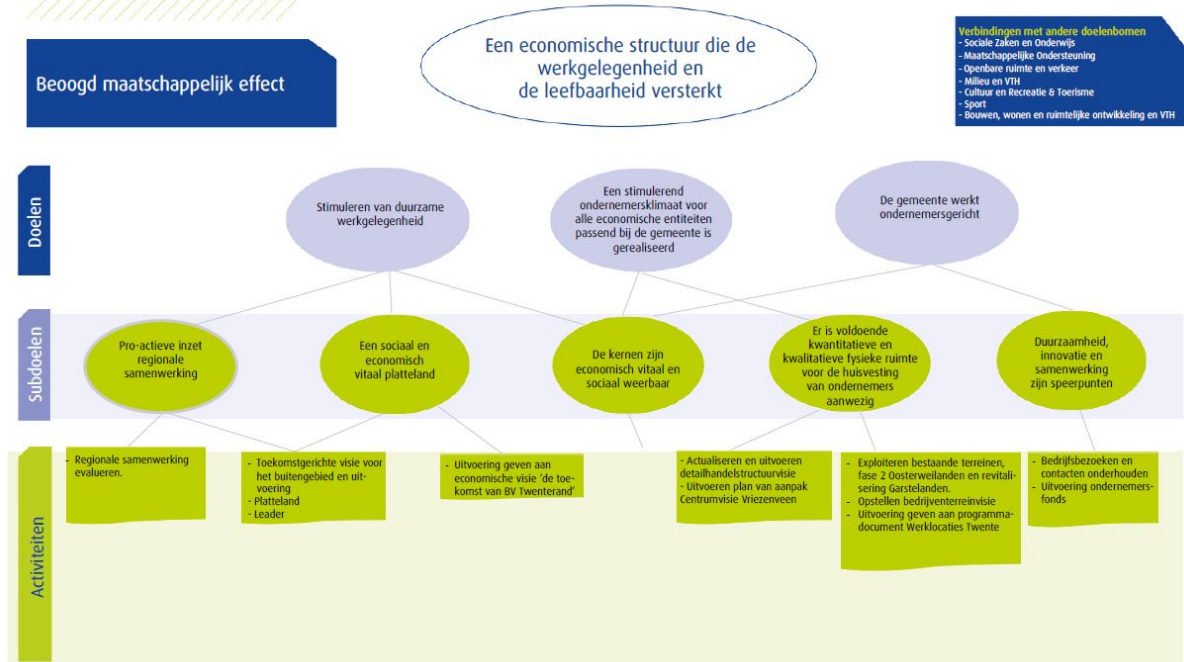 Beoogd maatschappelijk effect
Een economische structuur die de
werkgelegenheid en
de leefbaarheid versterkt
Verbindingen met andere doelenbomen
- Sociale Zaken en Onderwijs
- Maatschappelijke Ondersteuning
- Openbare ruimte en verkeer
- Milieu en VTH
- Cultuur en Recreatie & Toerisme
- Sport
- Bouwen, wonen en ruimtelijke ontwikkeling en VTH
Doelen
Stimuleren van duurzame
werkgelegenheid
Een stimulerend
ondernemersklimaat voor
alle economische entiteiten
passend bij de gemeente is
gerealiseerd
De gemeente werkt
ondernemersgericht
Subdoelen
Pro-actieve inzet
regionale
samenwerking
Een sociaal en
economisch
vitaal platteland
De kernen zijn
economisch vitaal en
sociaal weerbaar
Er is voldoende
kwantitatieve en
kwalitatieve fysieke ruimte
voor de huisvesting
van ondernemers
aanwezig
Duurzaamheid,
innovatie en
samenwerking
zijn speerpunten
Activiteiten
- Regionale samenwerking
evalueren.
- Toekomstgerichte visie voor
het buitengebied en uit-
voering
- Platteland
- Leader
- Uitvoering geven aan
economische visie ‘de toe-
komst van BV Twenterand’
- Actualiseren en uitvoeren
detailhandelstructuurvisie
- Uitvoeren plan van aanpak
Centrumvisie Vriezenveen
- Exploiteren bestaande terreinen,
fase 2 Oosterweilanden en revitali-
sering Garstelanden.
- Opstellen bedrijventerreinvisie
- Uitvoering geven aan programma-
document Werklocaties Twente
- Bedrijfsbezoeken en
contacten onderhouden
- Uitvoering ondernemers-
fonds